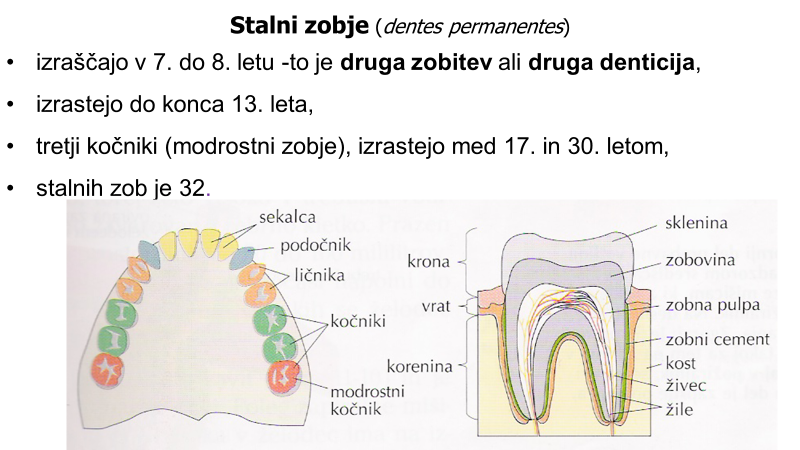 Stalni zobje (dentes permanentes)
• izraščajo v 7. do 8. letu -to je druga zobitev ali druga denticija,
• izrastejo do konca 13. leta,
• tretji kočniki (modrostni zobje), izrastejo med 17. in 30. letom,
• stalnih zob je 32.
sekalca
podočnik
ličnika
kočniki
modrostni
kočnik
krona
vrat
korenina
sklenina
zobovina
zobna pulpa
zobni cement
kost
živec
žile